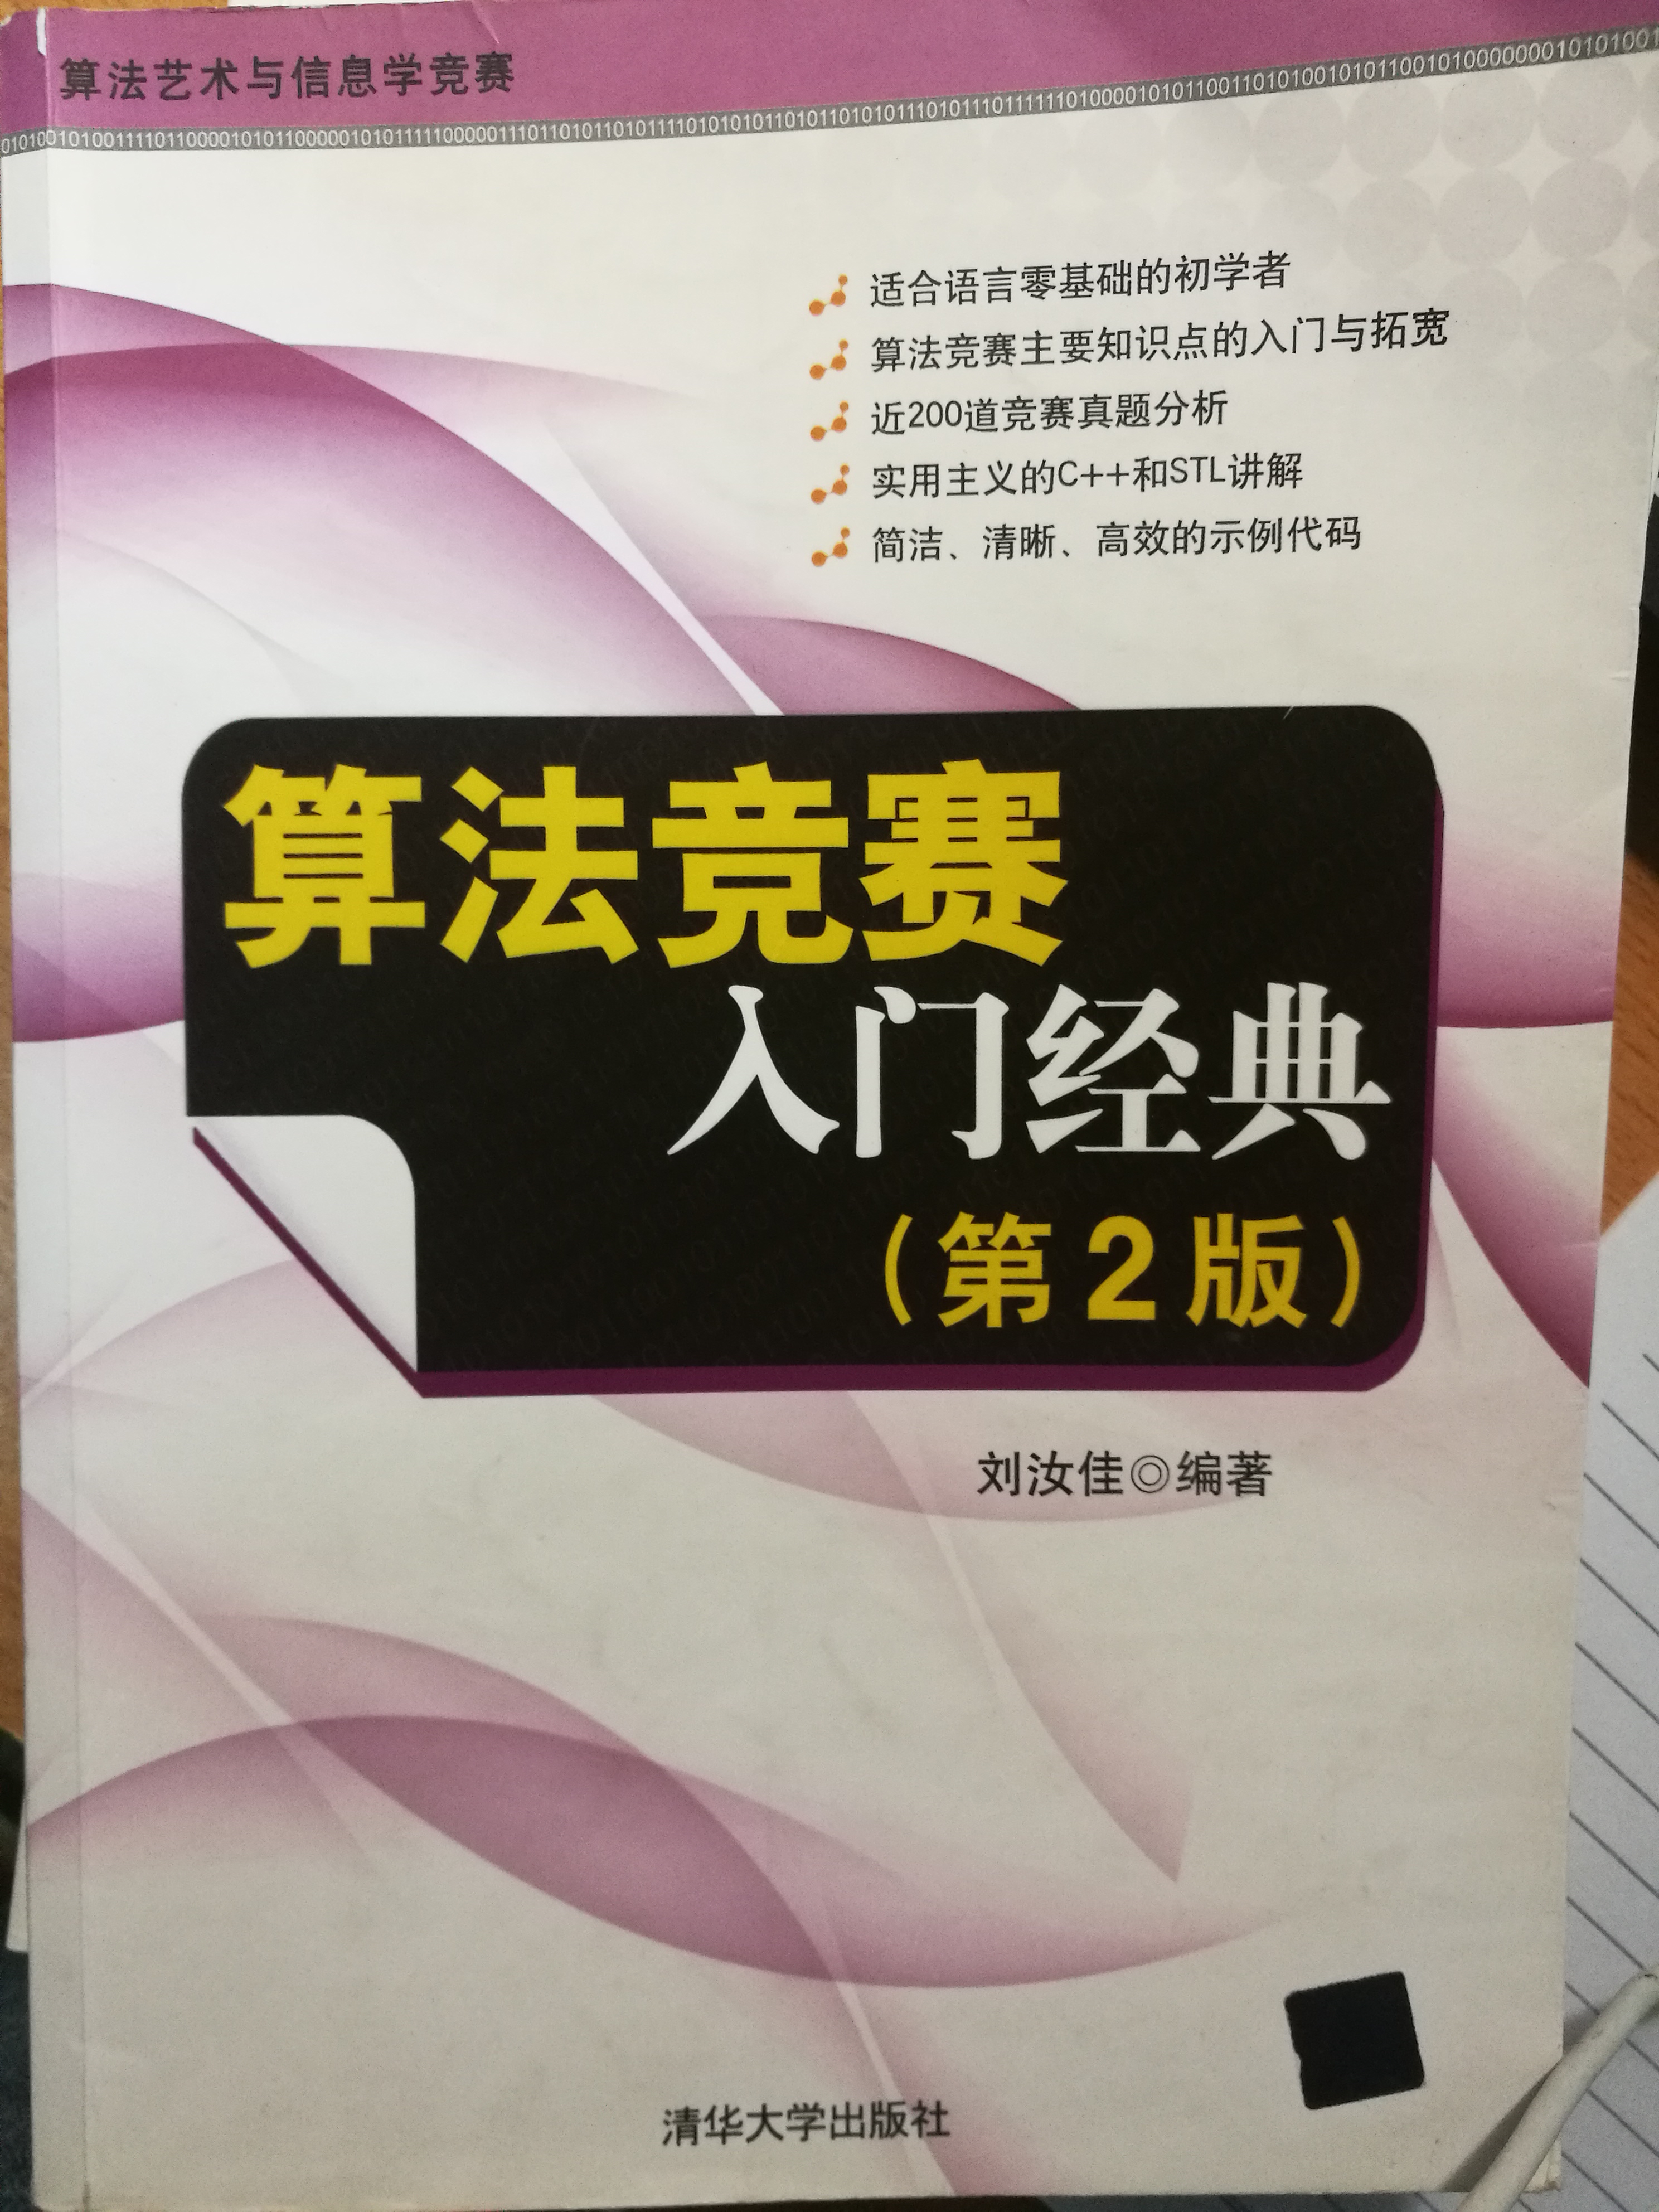 算法艺术与信息学竞赛
适合语言零基础的初学者
算法竞赛主要知识点的入门与拓宽
近200道竞赛真题分析
实用主义的C++和STL讲解
简洁、清晰、高效的示例代码
算法竞赛
入门经典
（第2版）
刘汝佳◎编著
清华大学出版社